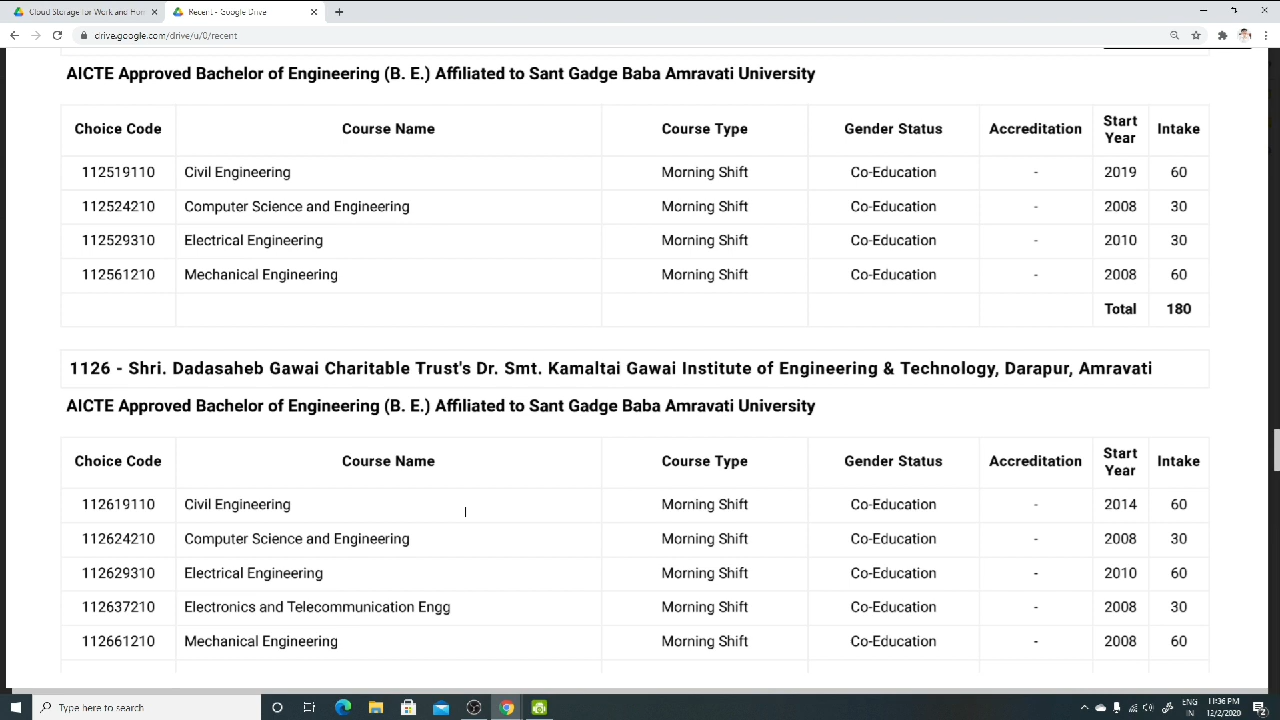 Cloud Storage for Work and Hom
Recent - Google Drive
drive.google.com/drive/u/0/recent
AICTE Approved Bachelor of Engineering (B. E.) Affiliated to Sant Gadge Baba Amravati University
Choice Code Course Name Course Type Gender Status Accreditation Start Year Intake
112519110 Civil Engineering Morning Shift Co-Education - 2019 60
112524210 Computer Science and Engineering Morning Shift Co-Education - 2008 30
112529310 Electrical Engineering Morning Shift Co-Education - 2010 30
112561210 Mechanical Engineering Morning Shift Co-Education - 2008 60
Total 180
1126 - Shri. Dadasaheb Gawai Charitable Trust's Dr. Smt. Kamaltai Gawai Institute of Engineering & Technology, Darapur, Amravati
AICTE Approved Bachelor of Engineering (B. E.) Affiliated to Sant Gadge Baba Amravati University
Choice Code Course Name Course Type Gender Status Accreditation Start Year Intake
112619110 Civil Engineering Morning Shift Co-Education - 2014 60
112624210 Computer Science and Engineering Morning Shift Co-Education - 2008 30
112629310 Electrical Engineering Morning Shift Co-Education - 2010 60
112637210 Electronics and Telecommunication Engg Morning Shift Co-Education - 2008 30
112661210 Mechanical Engineering Morning Shift Co-Education - 2008 60
Type here to search
ENG 11:36 PM
IN 12/2/2020
2